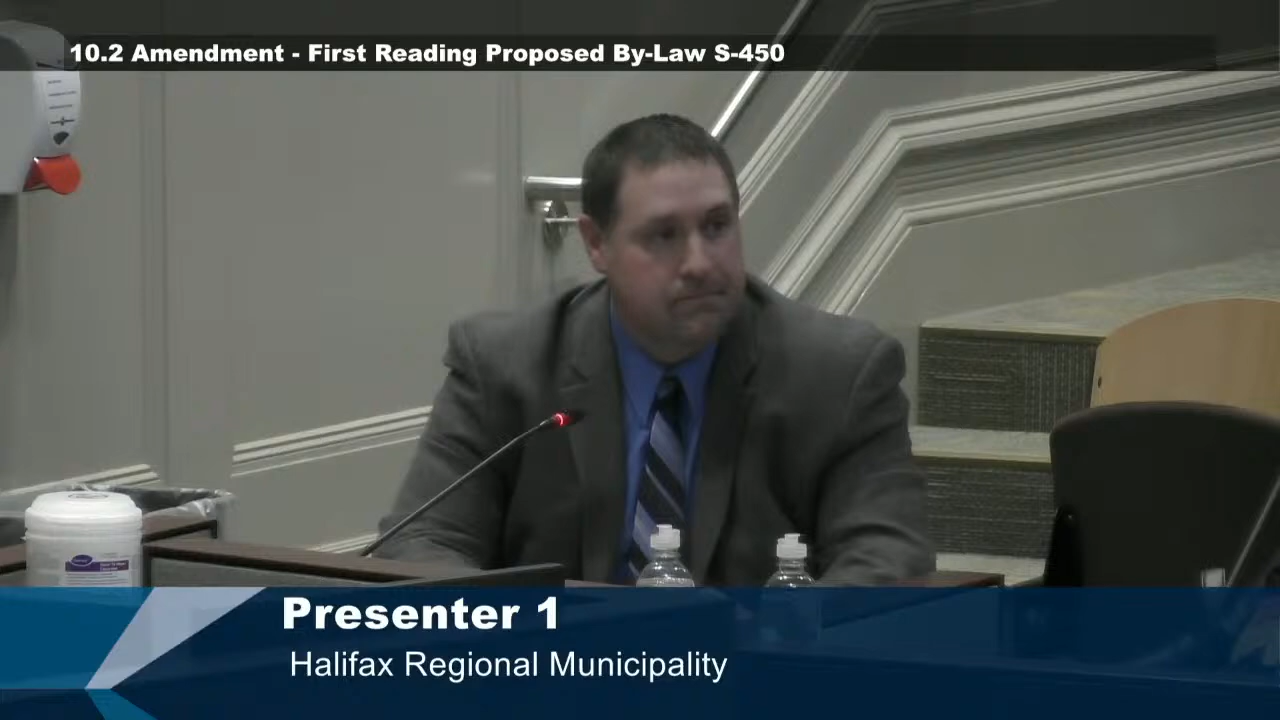 10.2 Amendment - First Reading Proposed By-Law S-450
Presenter 1
Halifax Regional Municipality